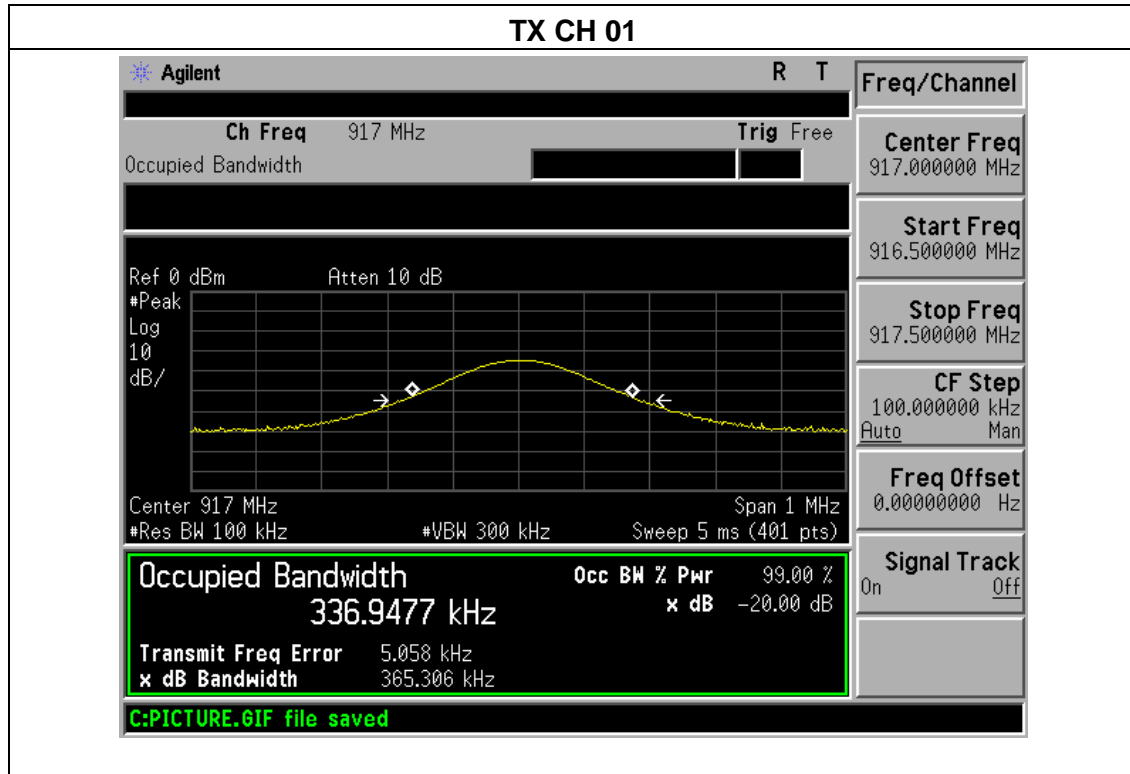 TX CH 01
Agilent R T
Freq/Channel
Ch Freq 917 MHz Trig Free
Occupied Bandwidth
Center Freq
917.000000 MHz
Start Freq
916.500000 MHz
Stop Freq
917.500000 MHz
CF Step
100.000000 kHz
Auto Man
Freq Offset
0.00000000 Hz
Signal Track
On Off
Ref 0 dBm Atten 10 dB
#Peak
Log
10
dB/
Center 917 MHz Span 1 MHz
#Res BW 100 kHz #VBW 300 kHz Sweep 5 ms (401 pts)
Occupied Bandwidth Occ BW % Pwr 99.00 %
336.9477 kHz x dB -20.00 dB
Transmit Freq Error 5.058 kHz
x dB Bandwidth 365.306 kHz
C:PICTURE.GIF file saved